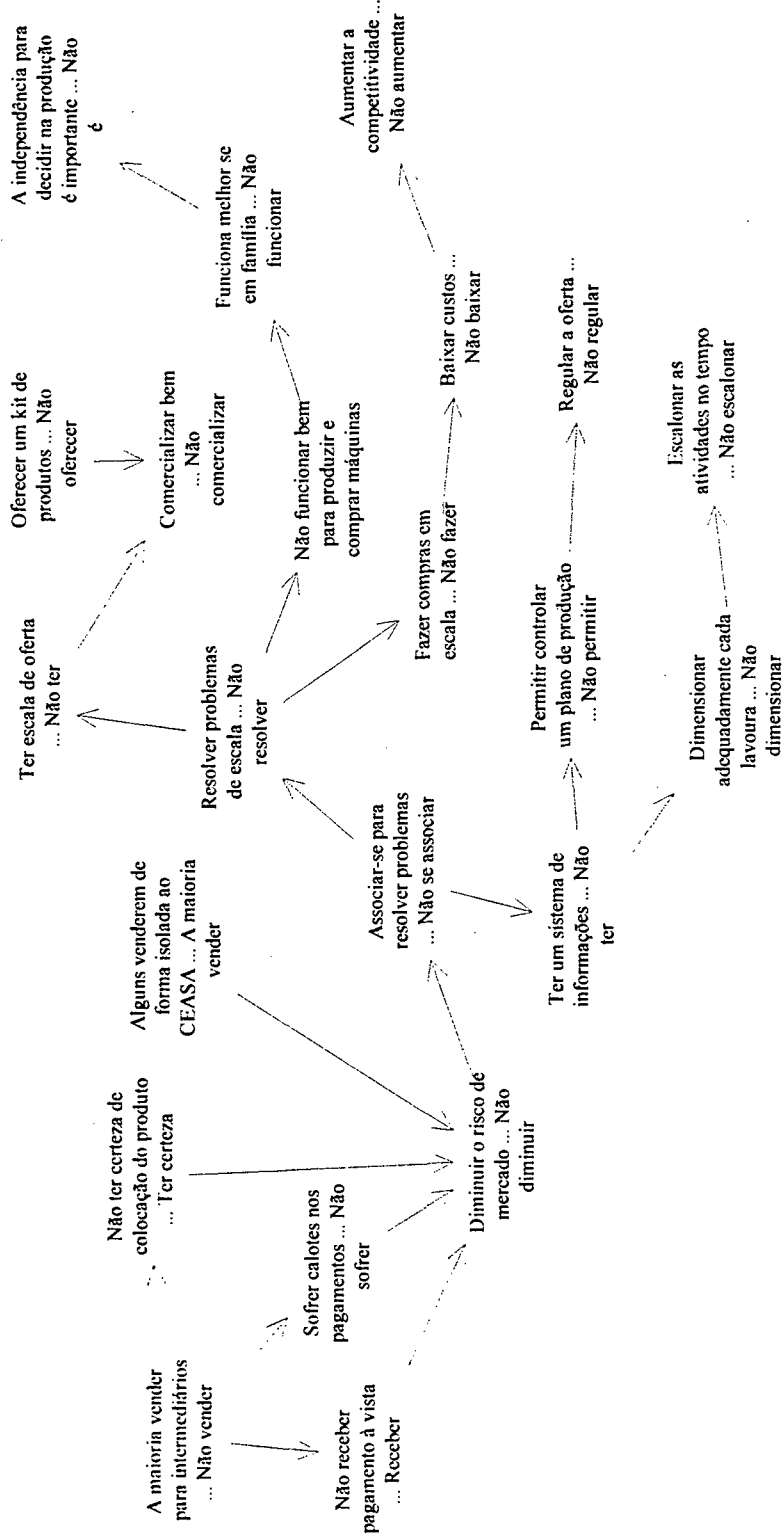 A maioria vender
para intermediários
... Não vender
Não receber
pagamento à vista
... Receber
Não ter certeza de
colocação do produto
... Ter certeza
Sofrer calotes nos
pagamentos ... Não
sofrer
Alguns venderem de
forma isolada ao
CEASA ... A maioria
vender
Diminuir o risco de
mercado ... Não
diminuir
Associar-se para
resolver problemas
... Não se associar
Ter um sistema de
informações ... Não
ter
Ter escala de oferta
... Não ter
Resolver problemas
de escala ... Não
resolver
Oferecer um kit de
produtos ... Não
oferecer
Comercializar bem
... Não
comercializar
Não funcionar bem
para produzir e
comprar máquinas
Fazer compras em
escala ... Não fazer
Permitir controlar
um plano de produção
... Não permitir
Dimensionar
adequadamente cada
lavoura ... Não
dimensionar
A independência para
decidir na produção
é importante ... Não
é
Funciona melhor se
em família ... Não
funcionar
Baixar custos ...
Não baixar
Aumentar a
competitividade ...
Não aumentar
Regular a oferta ...
Não regular
Escalonar as
atividades no tempo
... Não escalonar